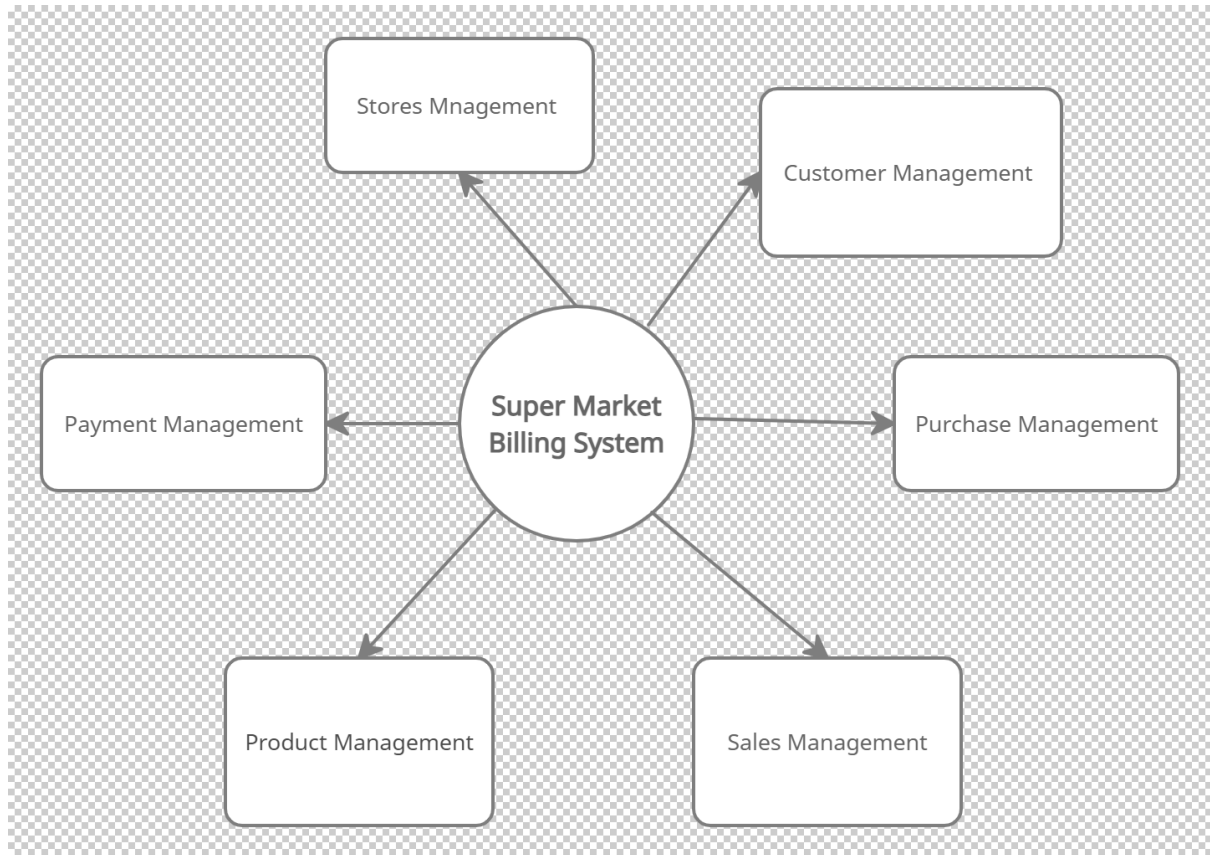 Stores Mnagement
Customer Management
Payment Management
Super Market
Billing System
Purchase Management
Product Management
Sales Management